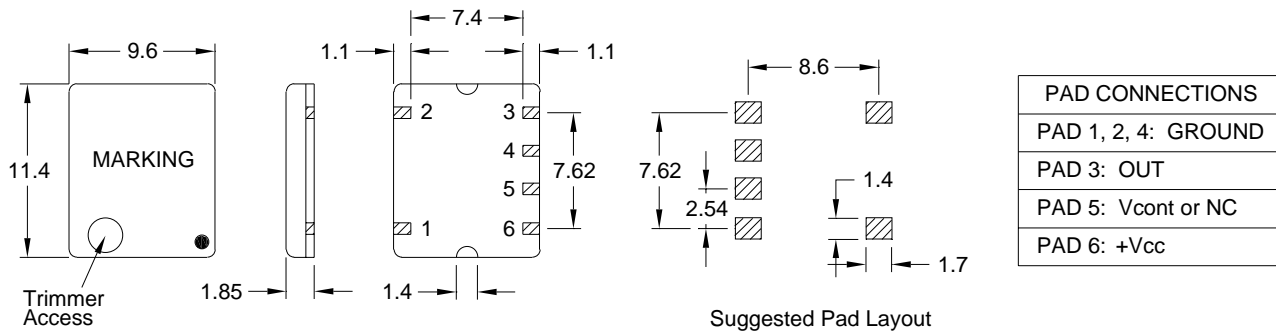 9.6
11.4
MARKING
Trimmer
Access
1.85
7.4
1.1
1.1
2
3
4
5
1
6
7.62
1.4
8.6
7.62
2.54
1.4
1.7
Suggested Pad Layout
PAD CONNECTIONS
PAD 1, 2, 4: GROUND
PAD 3: OUT
PAD 5: Vcont or NC
PAD 6: +Vcc